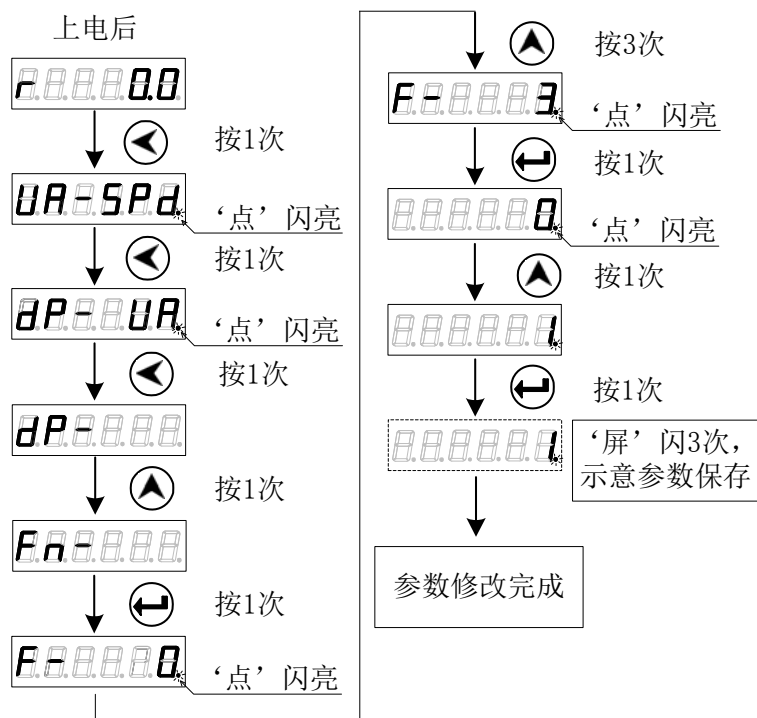 上电后
r 0.0
按1次
UA-SPd.
‘点’闪亮
按1次
dP- UA.
‘点’闪亮
按1次
dP-
按1次
Fn-
按1次
F- 0.
‘点’闪亮
按3次
F- 3.
‘点’闪亮
按1次
0.
‘点’闪亮
按1次
1.
按1次
1.
‘屏’闪3次，
示意参数保存
参数修改完成